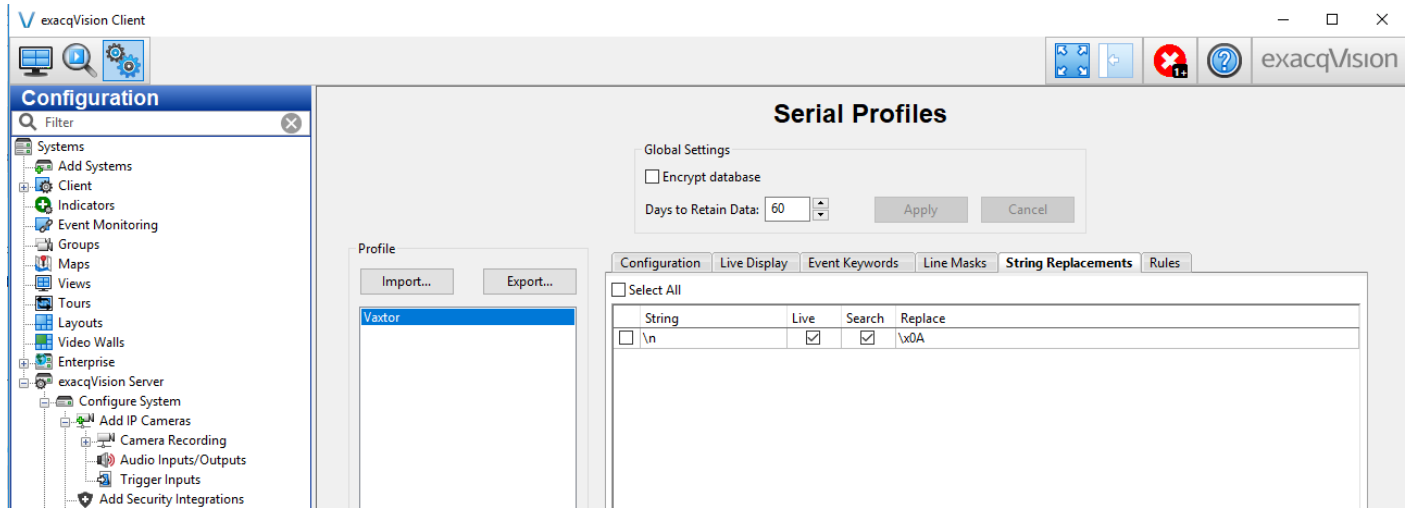 exacqVision Client
1+
exacqVision
Configuration
Filter
Systems
Add Systems
Client
Indicators
Event Monitoring
Groups
Maps
Views
Tours
Layouts
Video Walls
Enterprise
exacqVision Server
Configure System
Add IP Cameras
Camera Recording
Audio Inputs/Outputs
Trigger Inputs
Add Security Integrations
Serial Profiles
Global Settings
Encrypt database
Days to Retain Data: 60 Apply Cancel
Profile
Import... Export...
Vaxtor
Configuration Live Display Event Keywords Line Masks String Replacements Rules
Select All
String Live Search Replace
\n \x0A